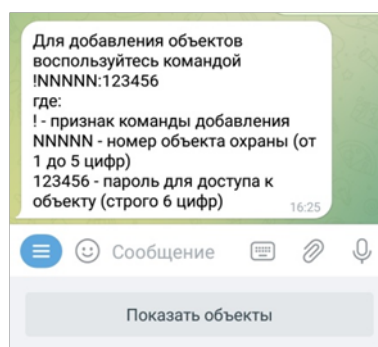 Для добавления объектов
воспользуйтесь командой
!NNNNN:123456
где:
! - признак команды добавления
NNNNN - номер объекта охраны (от
1 до 5 цифр)
123456 - пароль для доступа к
объекту (строго 6 цифр)
16:25
Сообщение
Показать объекты